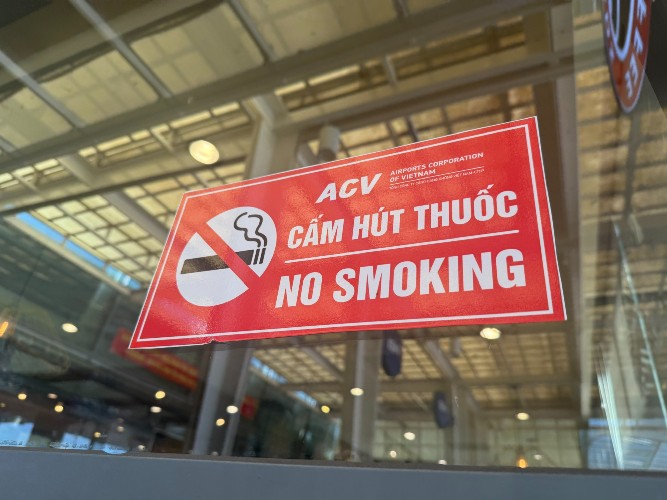 ACV
AIRPORTS CORPORATION
OF VIETNAM
CẤM HÚT THUỐC
NO SMOKING